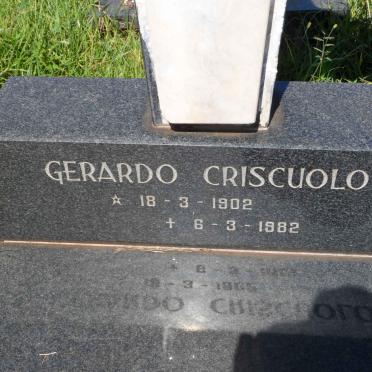 GERARDO CRISCUOLO
☆ 18 - 3 - 1902
✝ 6 - 3 - 1982